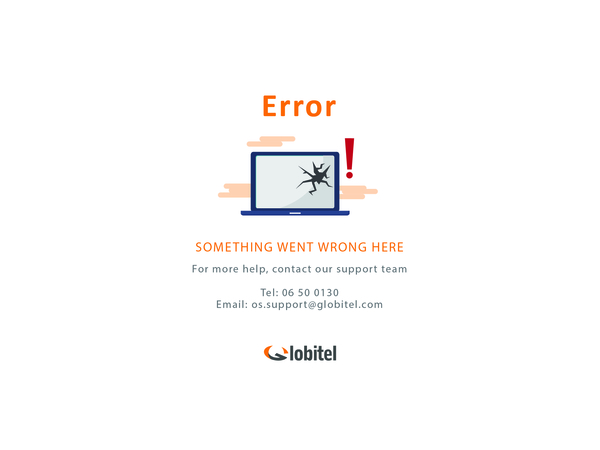 Error
!
SOMETHING WENT WRONG HERE
For more help, contact our support team
Tel: 06 50 0130
Email: os.support@globitel.com
Globitel